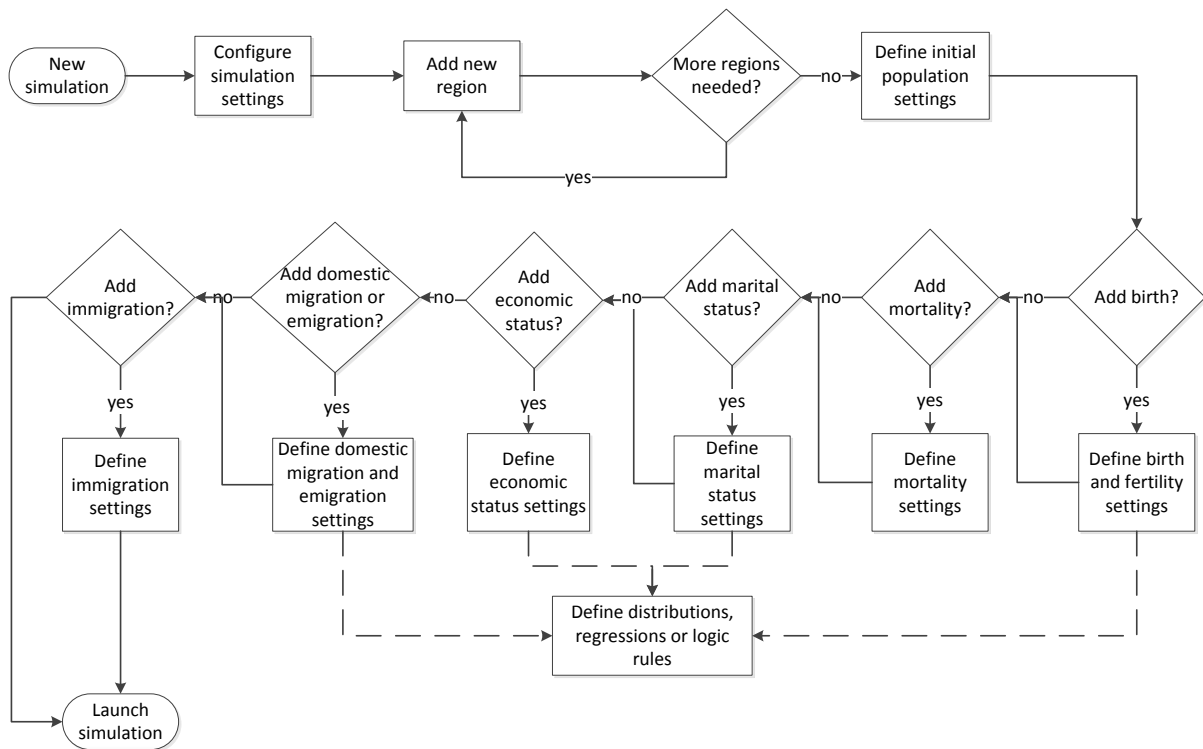 New
simulation
Configure
simulation
settings
Add new
region
More regions
needed?
no
Define initial
population
settings
yes
Add
immigration?
no
Add domestic
migration or
emigration?
no
Add
economic
status?
no
Add marital
status?
no
Add
mortality?
no
Add birth?
yes
yes
yes
yes
yes
yes
Define
immigration
settings
Define domestic
migration and
emigration
settings
Define
economic
status settings
Define
marital
status
settings
Define
mortality
settings
Define birth
and fertility
settings
Define distributions,
regressions or logic
rules
Launch
simulation